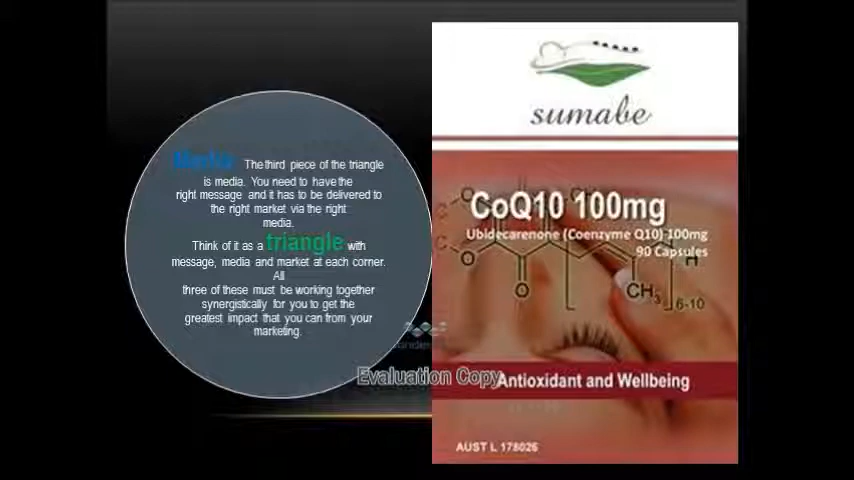 Media The third piece of the triangle
is media. You need to have the
right message and it has to be delivered to
the right market via the right
media.
Think of it as a triangle with
message, media and market at each corner.
All
three of these must be working together
synergistically for you to get the
greatest impact that you can from your
marketing.
Evaluation Copy
sumabe
CoQ10 100mg
Ubidecarenone (Coenzyme Q10) 100mg
90 Capsules
O
O
O
CH3
H
6-10
Antioxidant and Wellbeing
AUST L 178026